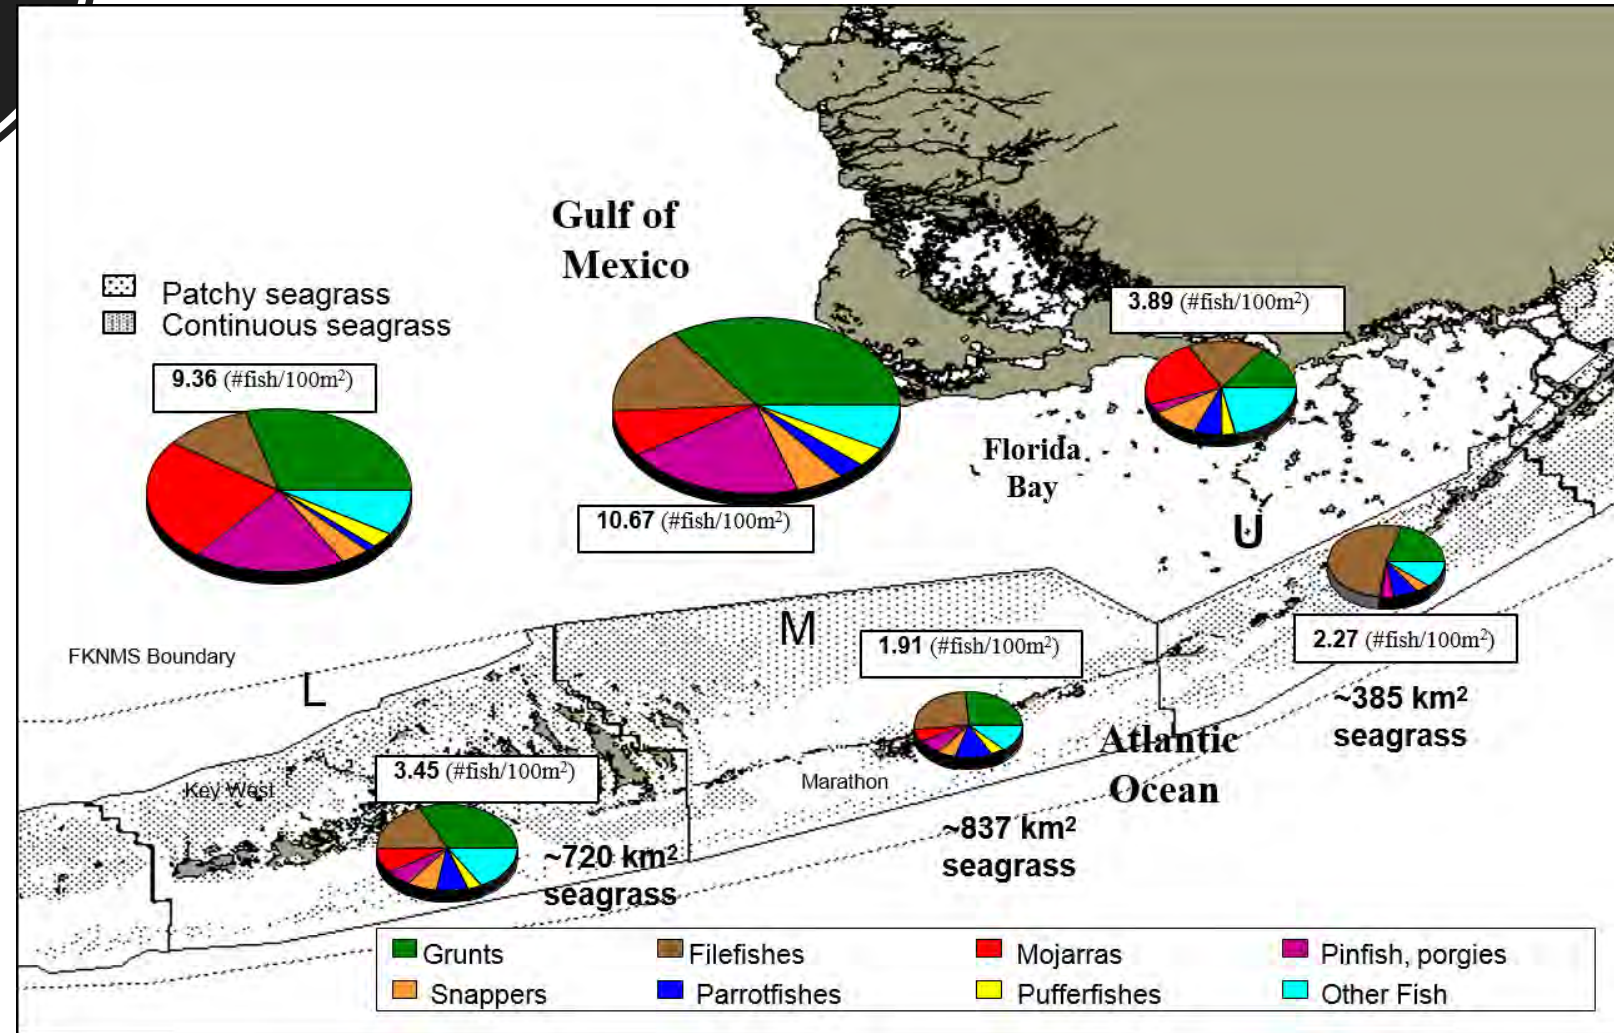 Gulf of
Mexico
Patchy seagrass
Continuous seagrass
3.89 (#fish/100m²)
9.36 (#fish/100m²)
Florida
Bay
10.67 (#fish/100m²)
U
M
1.91 (#fish/100m²)
2.27 (#fish/100m²)
FKNMS Boundary
L
~385 km²
seagrass
Atlantic
Ocean
3.45 (#fish/100m²)
Key West
Marathon
~837 km²
seagrass
~720 km²
seagrass
Grunts
Filefishes
Mojarras
Pinfish, porgies
Snappers
Parrotfishes
Pufferfishes
Other Fish